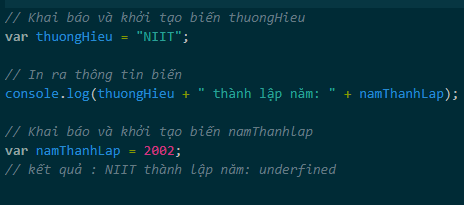 // Khai báo và khởi tạo biến thuongHieu
var thuongHieu = "NIIT";
// In ra thông tin biến
console.log(thuongHieu + " thành lập năm: " + namThanhLap);
// Khai báo và khởi tạo biến namThanhLap
var namThanhLap = 2002;
// kết quả : NIIT thành lập năm: underfined